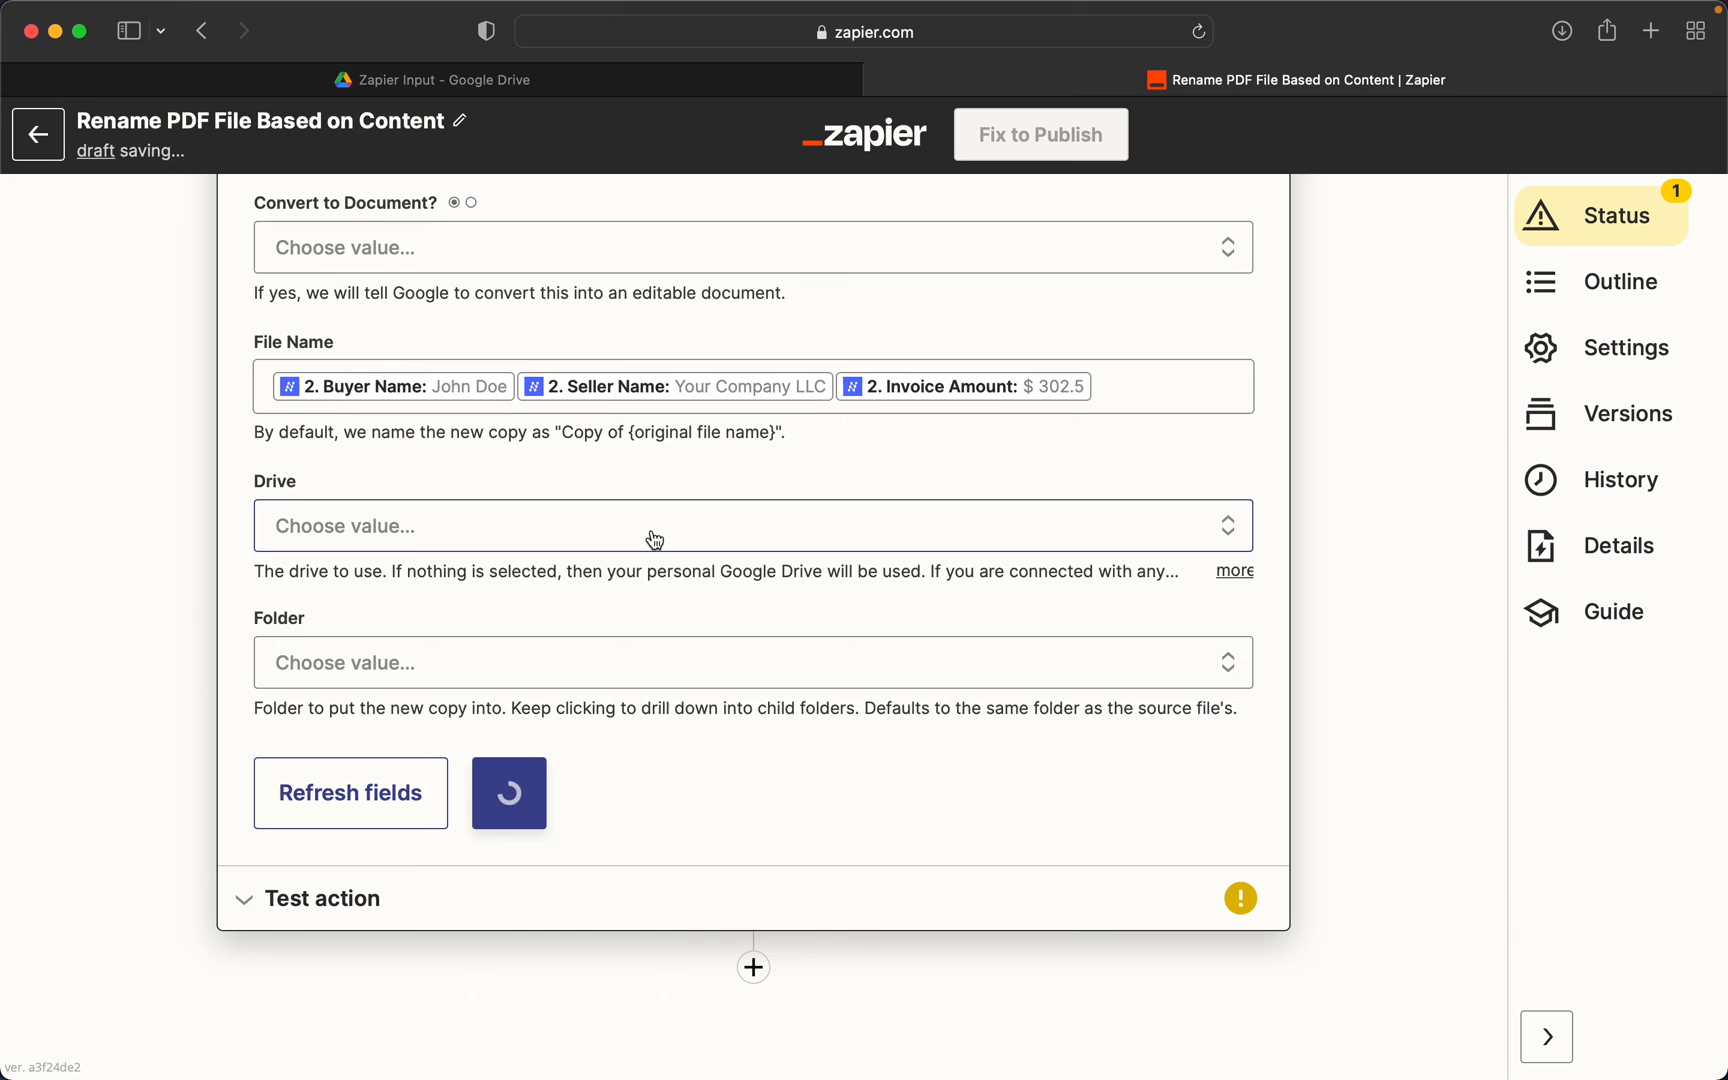 zapier.com
Zapier Input - Google Drive
Rename PDF File Based on Content | Zapier
Rename PDF File Based on Content
draft saving...
_zapier
Fix to Publish
Convert to Document?
Choose value...
If yes, we will tell Google to convert this into an editable document.
File Name
2. Buyer Name: John Doe 2. Seller Name: Your Company LLC 2. Invoice Amount: $ 302.5
By default, we name the new copy as "Copy of {original file name}".
Drive
Choose value...
The drive to use. If nothing is selected, then your personal Google Drive will be used. If you are connected with any... more
Folder
Choose value...
Folder to put the new copy into. Keep clicking to drill down into child folders. Defaults to the same folder as the source file's.
Refresh fields
Test action
!
1
Status
Outline
Settings
Versions
History
Details
Guide
ver. a3f24de2